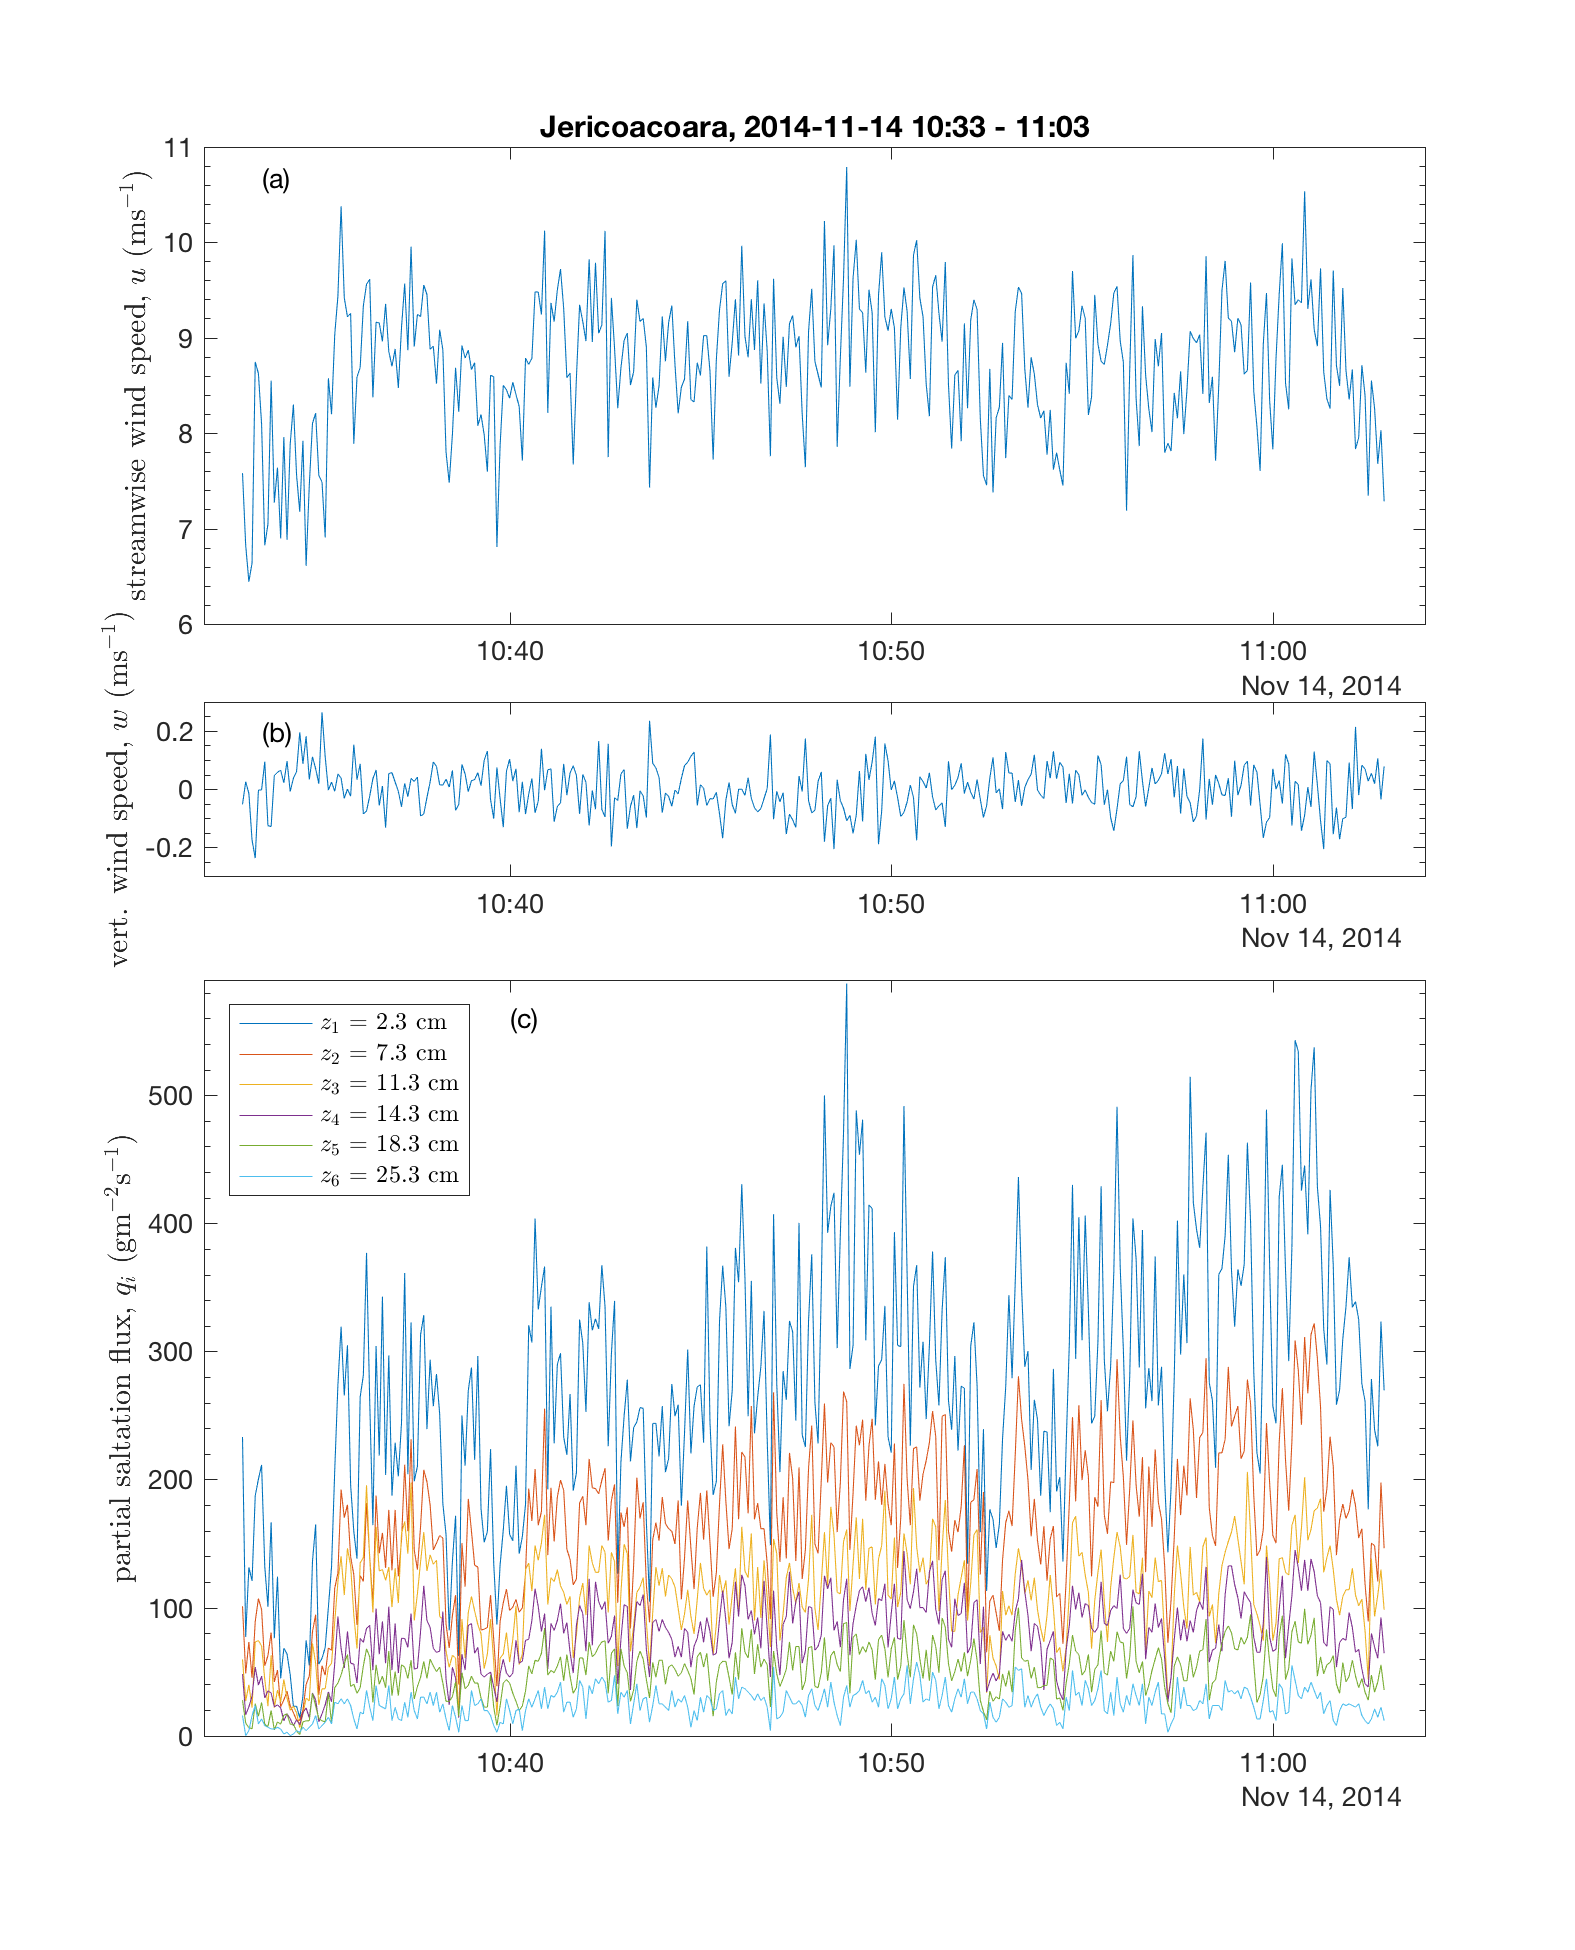 Jericoacoara, 2014-11-14 10:33 - 11:03
(a)
streamwise wind speed, u (ms⁻¹)
11
10
9
8
7
6
10:40 10:50 11:00
Nov 14, 2014
(b)
vert. wind speed, w (ms⁻¹)
0.2
0
-0.2
10:40 10:50 11:00
Nov 14, 2014
(c)
z₁ = 2.3 cm
z₂ = 7.3 cm
z₃ = 11.3 cm
z₄ = 14.3 cm
z₅ = 18.3 cm
z₆ = 25.3 cm
partial saltation flux, qᵢ (gm⁻²s⁻¹)
500
400
300
200
100
0
10:40 10:50 11:00
Nov 14, 2014